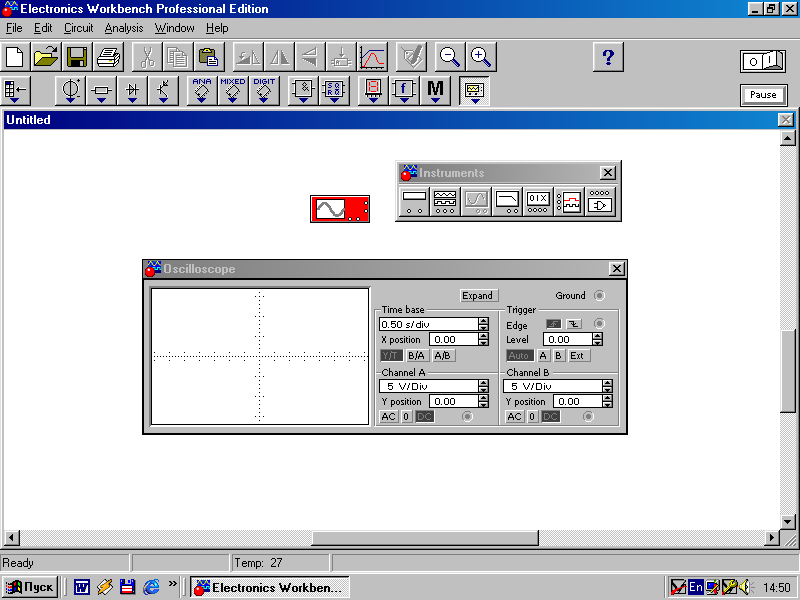 Electronics Workbench Professional Edition
File Edit Circuit Analysis Window Help
?
O I
ANA MIXED DIGIT
& f M
Pause
Untitled
Instruments
0IX
Oscilloscope
Expand Ground
Time base Trigger
0.50 s/div Edge
X position 0.00 Level 0.00
Y/T B/A A/B Auto A B Ext
Channel A Channel B
5 V/Div 5 V/Div
Y position 0.00 Y position 0.00
AC 0 DC AC 0 DC
Ready Temp: 27
Пуск W » Electronics Workben... En 14:50